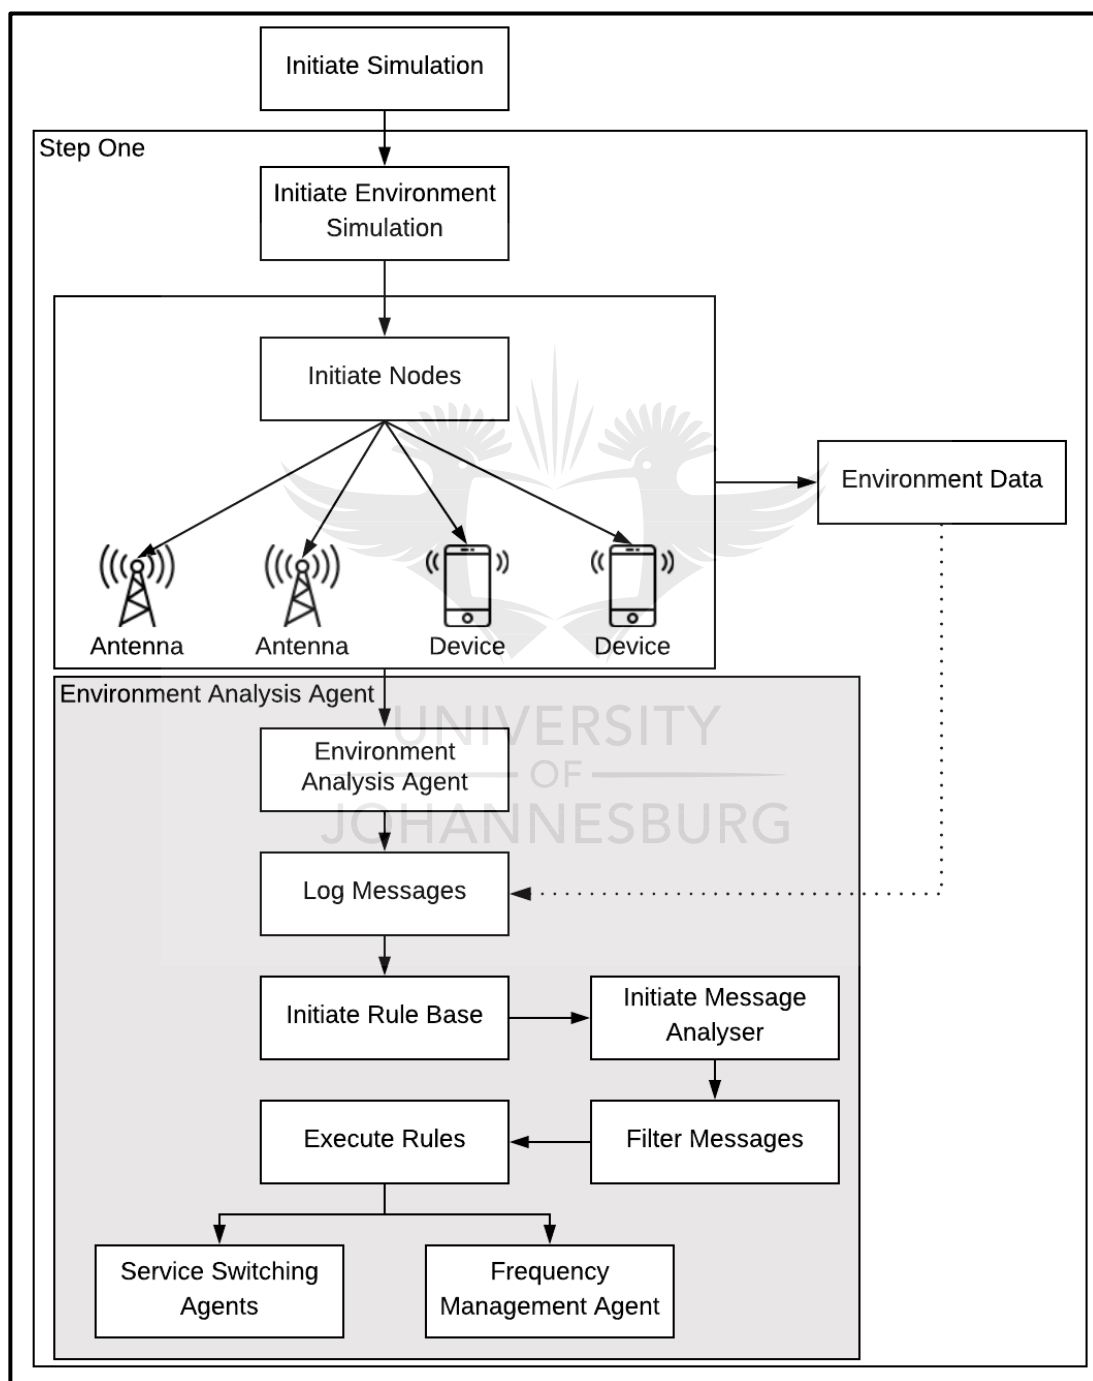 Initiate Simulation
Step One
Initiate Environment
Simulation
Initiate Nodes
Environment Data
Antenna
Antenna
Device
Device
Environment Analysis Agent
UNIVERSITY
OF
JOHANNESBURG
Environment
Analysis Agent
Log Messages
Initiate Rule Base
Initiate Message
Analyser
Execute Rules
Filter Messages
Service Switching
Agents
Frequency
Management Agent